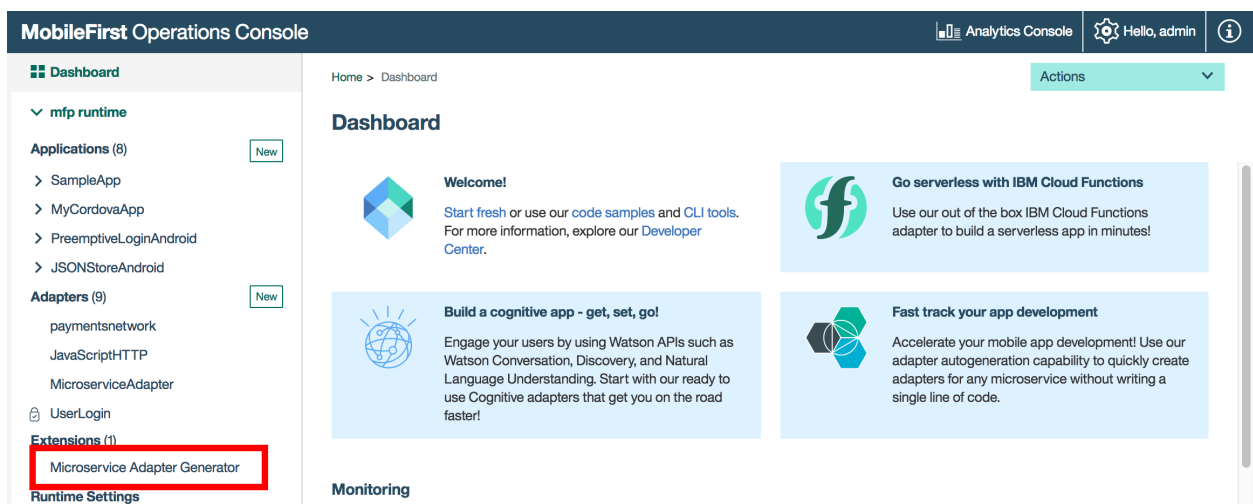 MobileFirst Operations Console
Analytics Console
Hello, admin
Dashboard
mfp runtime
Applications (8)
New
SampleApp
MyCordovaApp
PreemptiveLoginAndroid
JSONStoreAndroid
Adapters (9)
New
paymentsnetwork
JavaScriptHTTP
MicroserviceAdapter
UserLogin
Extensions (1)
Microservice Adapter Generator
Runtime Settings
Home > Dashboard
Actions
Dashboard
Welcome!
Start fresh or use our code samples and CLI tools.
For more information, explore our Developer
Center.
Go serverless with IBM Cloud Functions
Use our out of the box IBM Cloud Functions
adapter to build a serverless app in minutes!
Build a cognitive app - get, set, go!
Engage your users by using Watson APIs such as
Watson Conversation, Discovery, and Natural
Language Understanding. Start with our ready to
use Cognitive adapters that get you on the road
faster!
Fast track your app development
Accelerate your mobile app development! Use our
adapter autogeneration capability to quickly create
adapters for any microservice without writing a
single line of code.
Monitoring